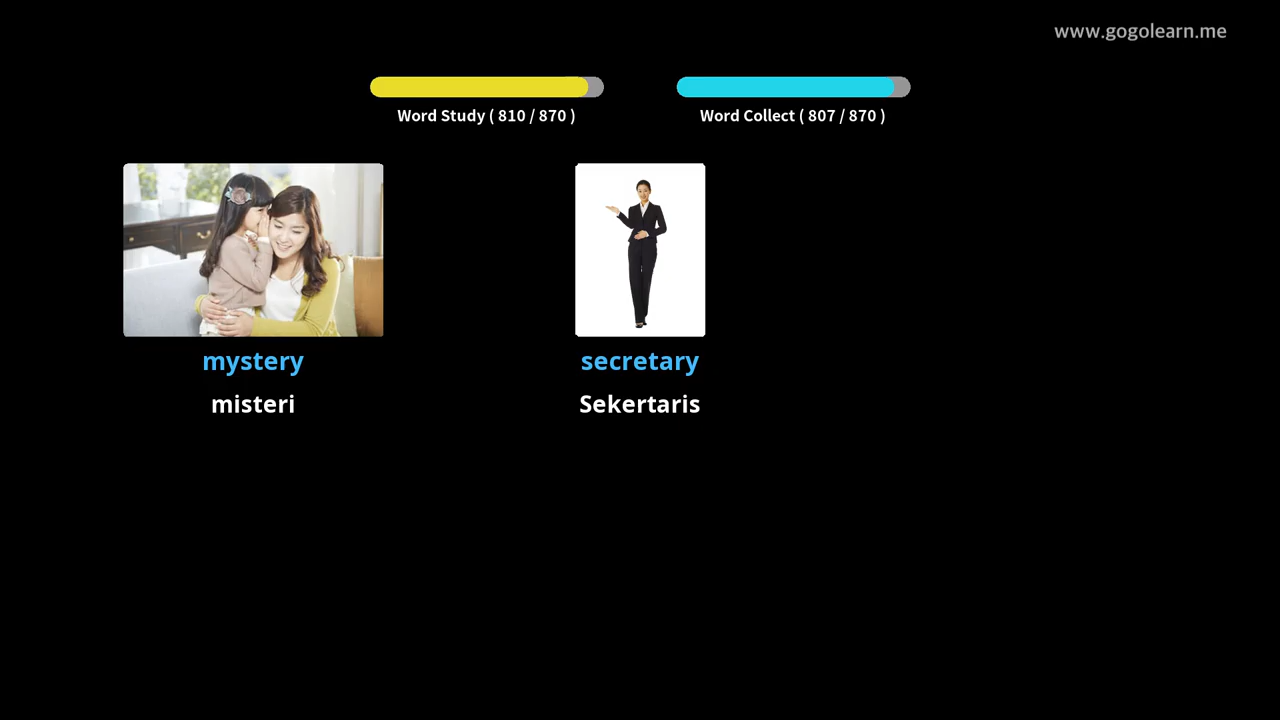 www.gogolearn.me
Word Study ( 810 / 870 )
Word Collect ( 807 / 870 )
mystery
misteri
secretary
Sekertaris